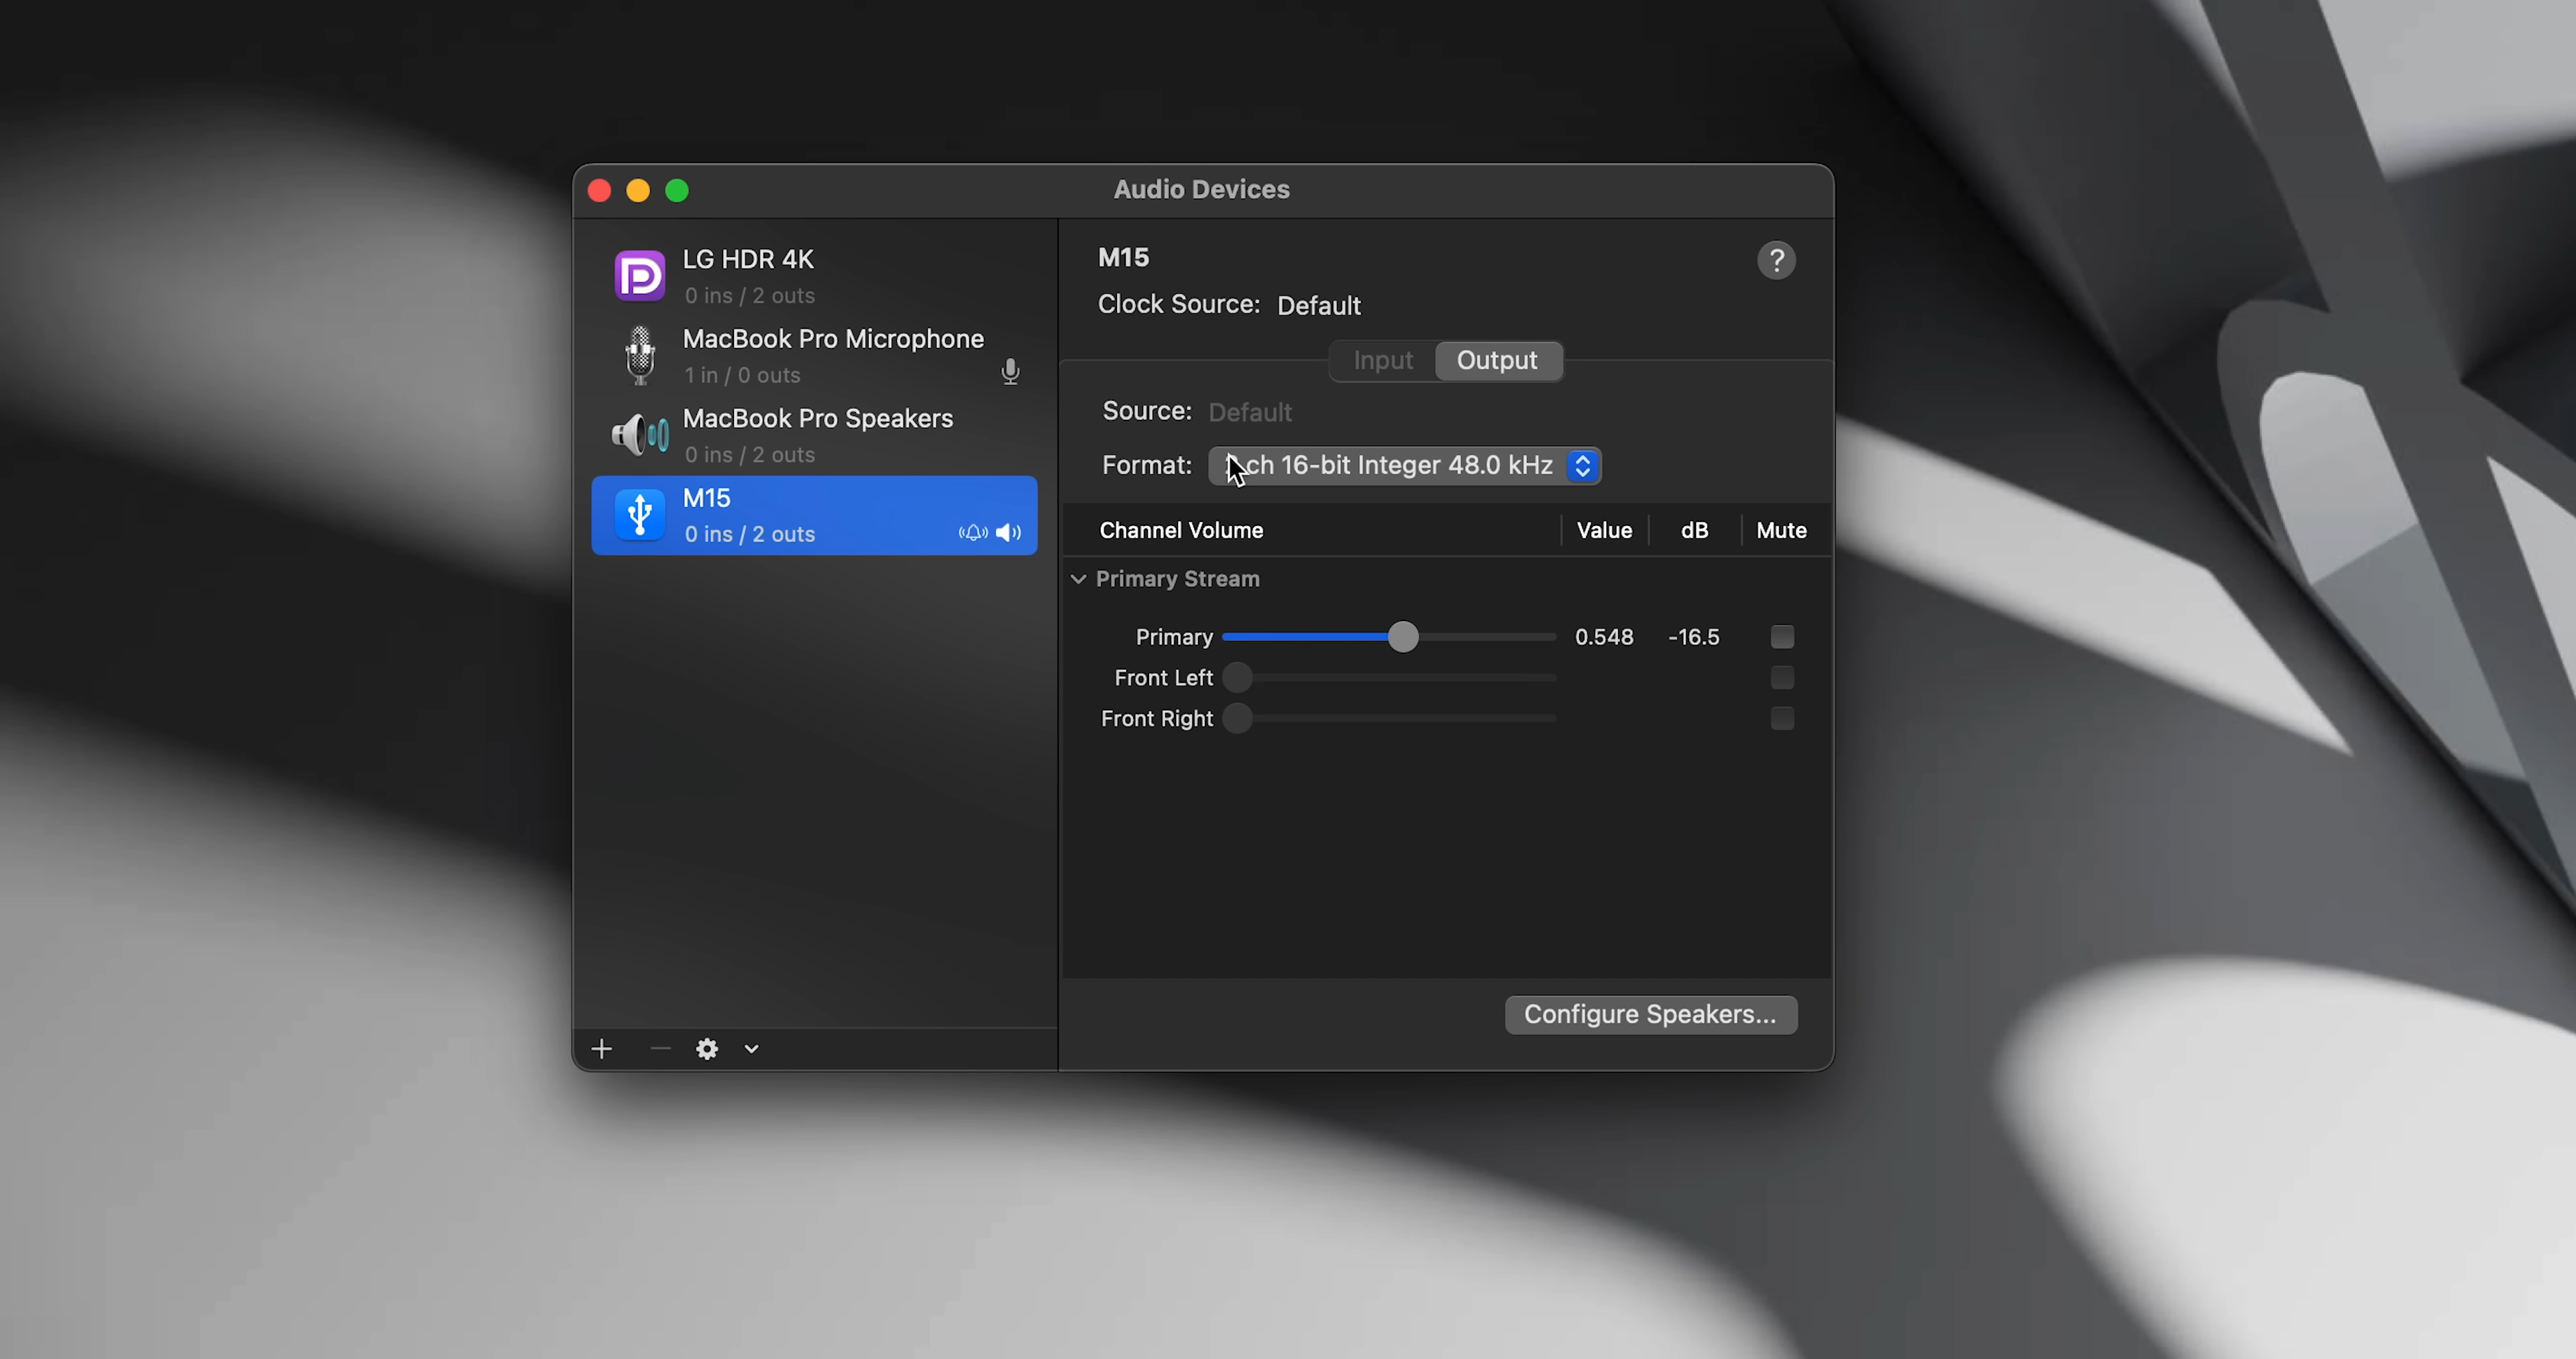 Audio Devices
LG HDR 4K
0 ins / 2 outs
MacBook Pro Microphone
1 in / 0 outs
MacBook Pro Speakers
0 ins / 2 outs
M15
0 ins / 2 outs
M15
?
Clock Source: Default
Input Output
Source: Default
Format: ch 16-bit Integer 48.0 kHz
Channel Volume Value dB Mute
Primary Stream
Primary 0.548 -16.5
Front Left
Front Right
Configure Speakers...